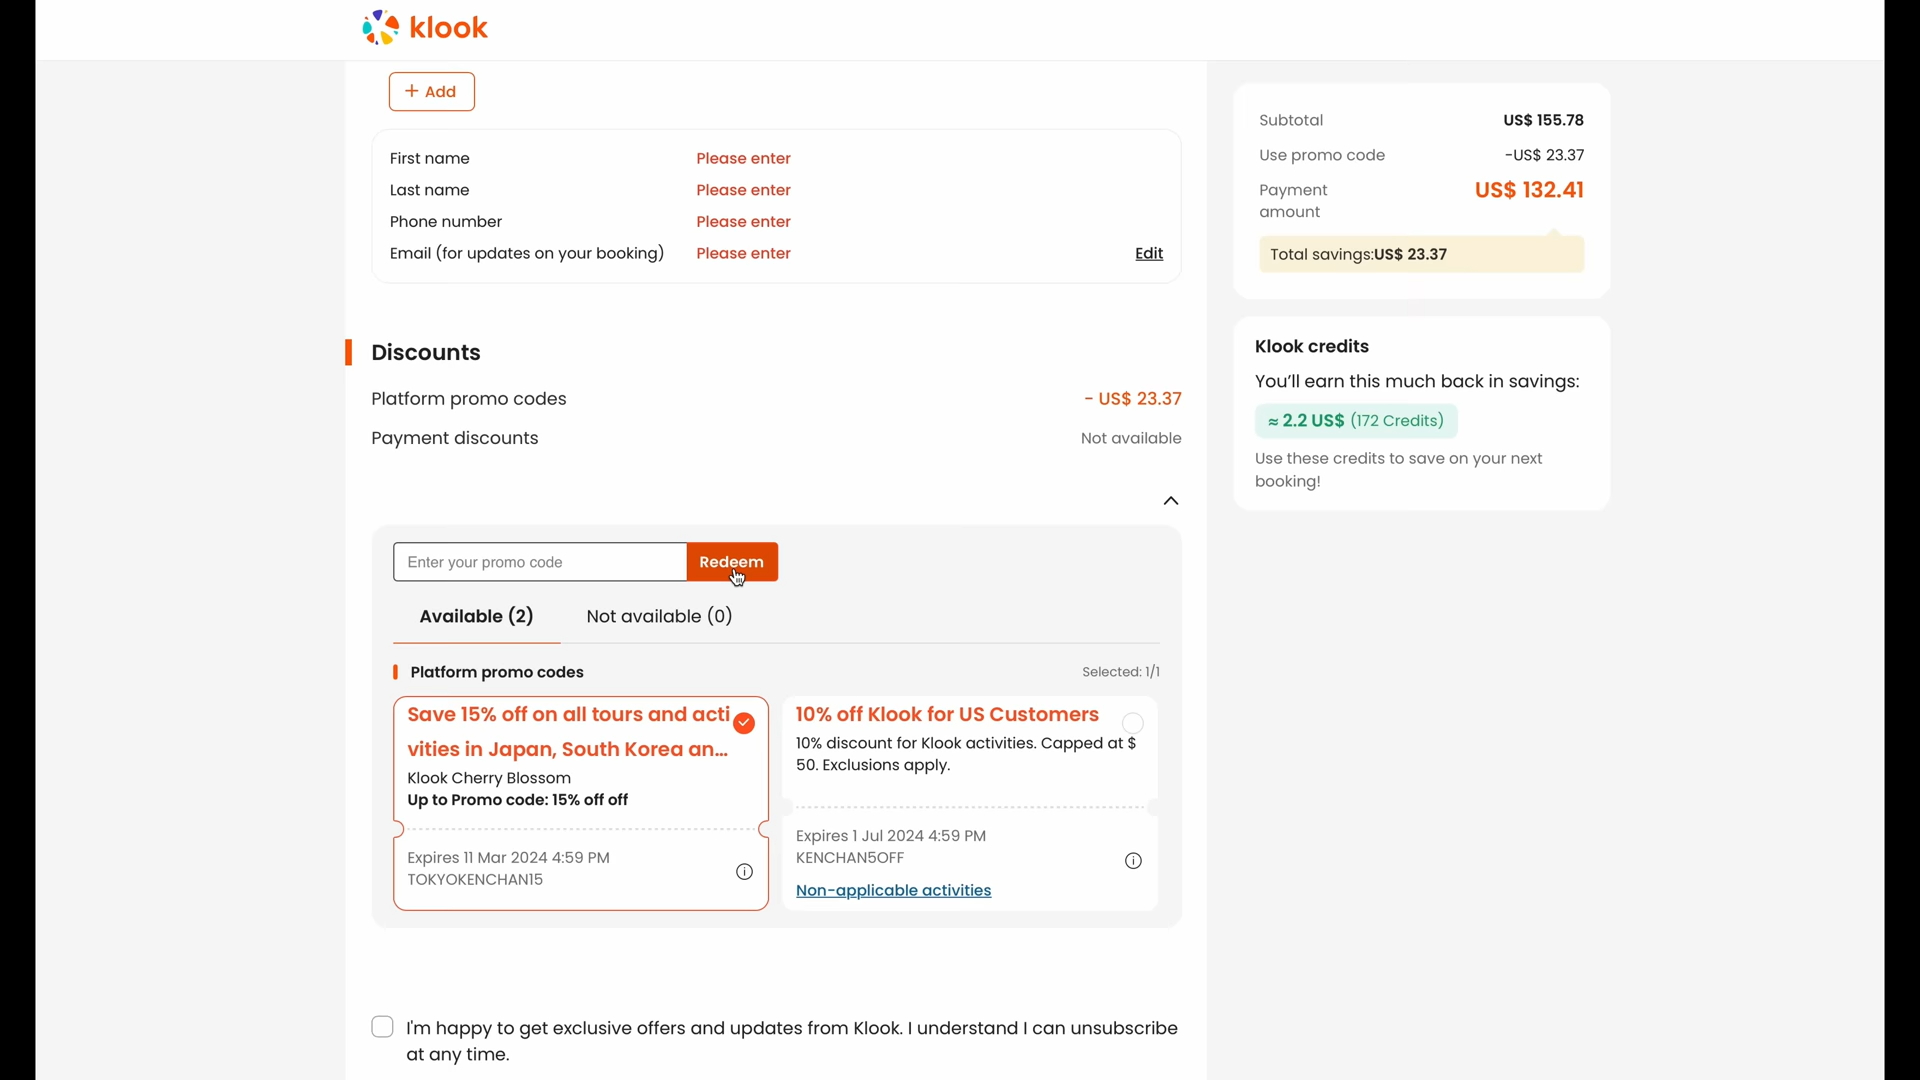 klook
+ Add
First name Please enter
Last name Please enter
Phone number Please enter
Email (for updates on your booking) Please enter Edit
Discounts
Platform promo codes - US$ 23.37
Payment discounts Not available
Enter your promo code Redeem
Available (2) Not available (0)
Platform promo codes Selected: 1/1
Save 15% off on all tours and acti
vities in Japan, South Korea an...
Klook Cherry Blossom
Up to Promo code: 15% off off
Expires 11 Mar 2024 4:59 PM
TOKYOKENCHAN15
10% off Klook for US Customers
10% discount for Klook activities. Capped at $
50. Exclusions apply.
Expires 1 Jul 2024 4:59 PM
KENCHAN5OFF
Non-applicable activities
I'm happy to get exclusive offers and updates from Klook. I understand I can unsubscribe
at any time.
Subtotal US$ 155.78
Use promo code -US$ 23.37
Payment US$ 132.41
amount
Total savings:US$ 23.37
Klook credits
You'll earn this much back in savings:
≈ 2.2 US$ (172 Credits)
Use these credits to save on your next
booking!